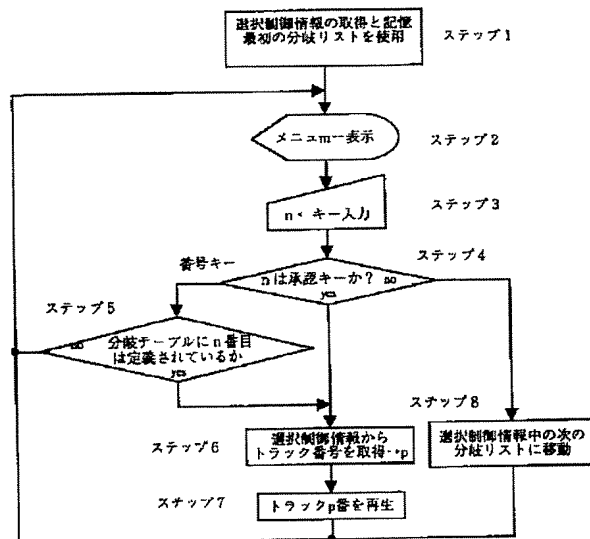 選択制御情報の取得と記憶
最初の分岐リストを使用
ステップ1
メニュm一表示
ステップ2
n< キー入力
ステップ3
ステップ4
番号キー
nは承認キーか?
no
yes
ステップ5
分岐テーブルにn番目
は定義されているか
no
yes
ステップ8
選択制御情報から
トラック番号を取得→p
ステップ6
選択制御情報中の次の
分岐リストに移動
ステップ7
トラックp番を再生